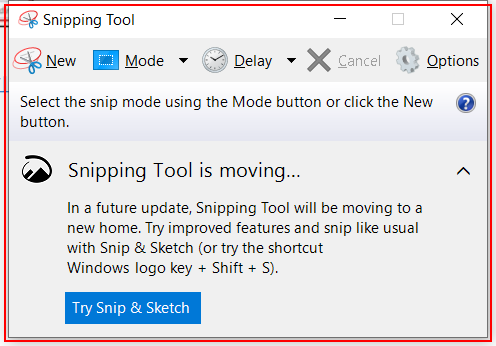 Snipping Tool
New Mode Delay Cancel Options
Select the snip mode using the Mode button or click the New
button.
Snipping Tool is moving...
In a future update, Snipping Tool will be moving to a
new home. Try improved features and snip like usual
with Snip & Sketch (or try the shortcut
Windows logo key + Shift + S).
Try Snip & Sketch